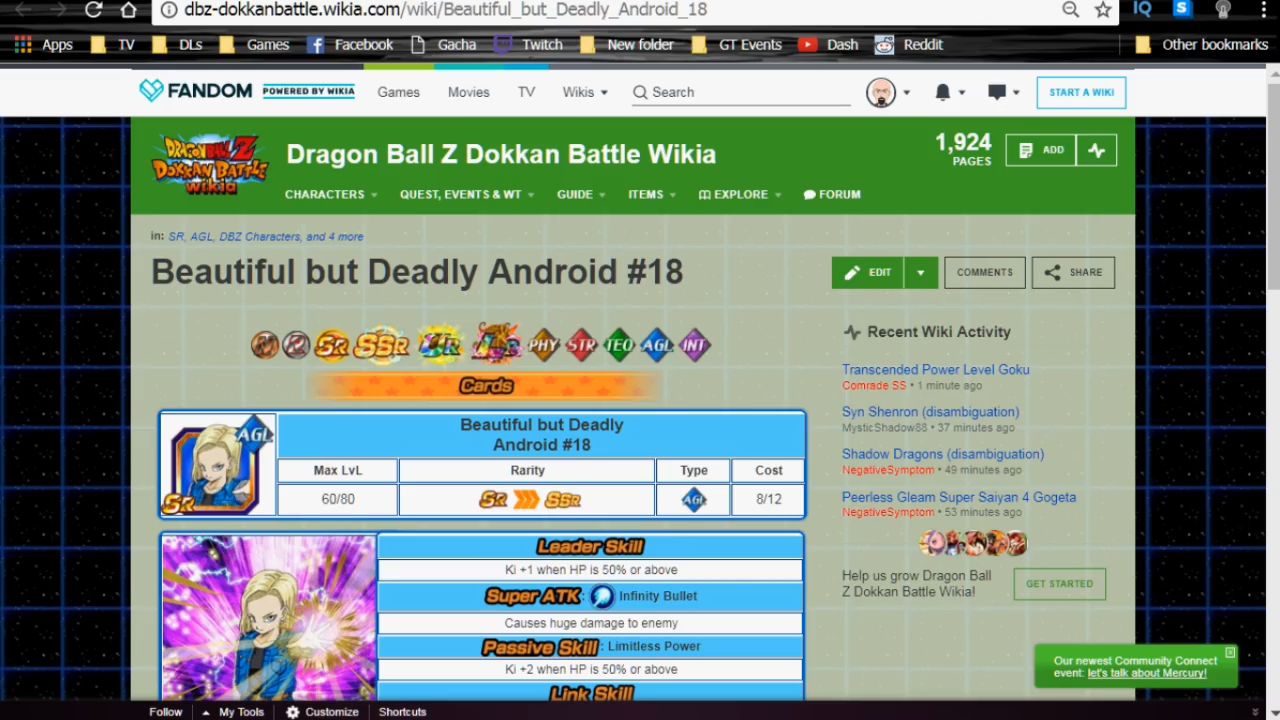 dbz-dokkanbattle.wikia.com/wiki/Beautiful_but_Deadly_Android_18
IQ S
Apps TV DLs Games Facebook Gacha Twitch New folder GT Events Dash Reddit Other bookmarks
FANDOM POWERED BY WIKIA Games Movies TV Wikis Search START A WIKI
DRAGON BALL Z DOKKAN BATTLE wikia
Dragon Ball Z Dokkan Battle Wikia
1,924 PAGES
ADD
CHARACTERS QUEST, EVENTS & WT GUIDE ITEMS EXPLORE FORUM
in: SR, AGL, DBZ Characters, and 4 more
Beautiful but Deadly Android #18
EDIT COMMENTS SHARE
N R SR SSR UR LR PHY STR TEQ AGL INT
Cards
AGL
SR
Beautiful but Deadly
Android #18
Max LvL Rarity Type Cost
60/80 SR SSR AGL 8/12
Leader Skill
Ki +1 when HP is 50% or above
Super ATK: Infinity Bullet
Causes huge damage to enemy
Passive Skill: Limitless Power
Ki +2 when HP is 50% or above
Link Skill
Recent Wiki Activity
Transcended Power Level Goku
Comrade SS • 1 minute ago
Syn Shenron (disambiguation)
MysticShadow88 • 37 minutes ago
Shadow Dragons (disambiguation)
NegativeSymptom • 49 minutes ago
Peerless Gleam Super Saiyan 4 Gogeta
NegativeSymptom • 53 minutes ago
Help us grow Dragon Ball
Z Dokkan Battle Wikia!
GET STARTED
Our newest Community Connect
event: let's talk about Mercury!
Follow My Tools Customize Shortcuts